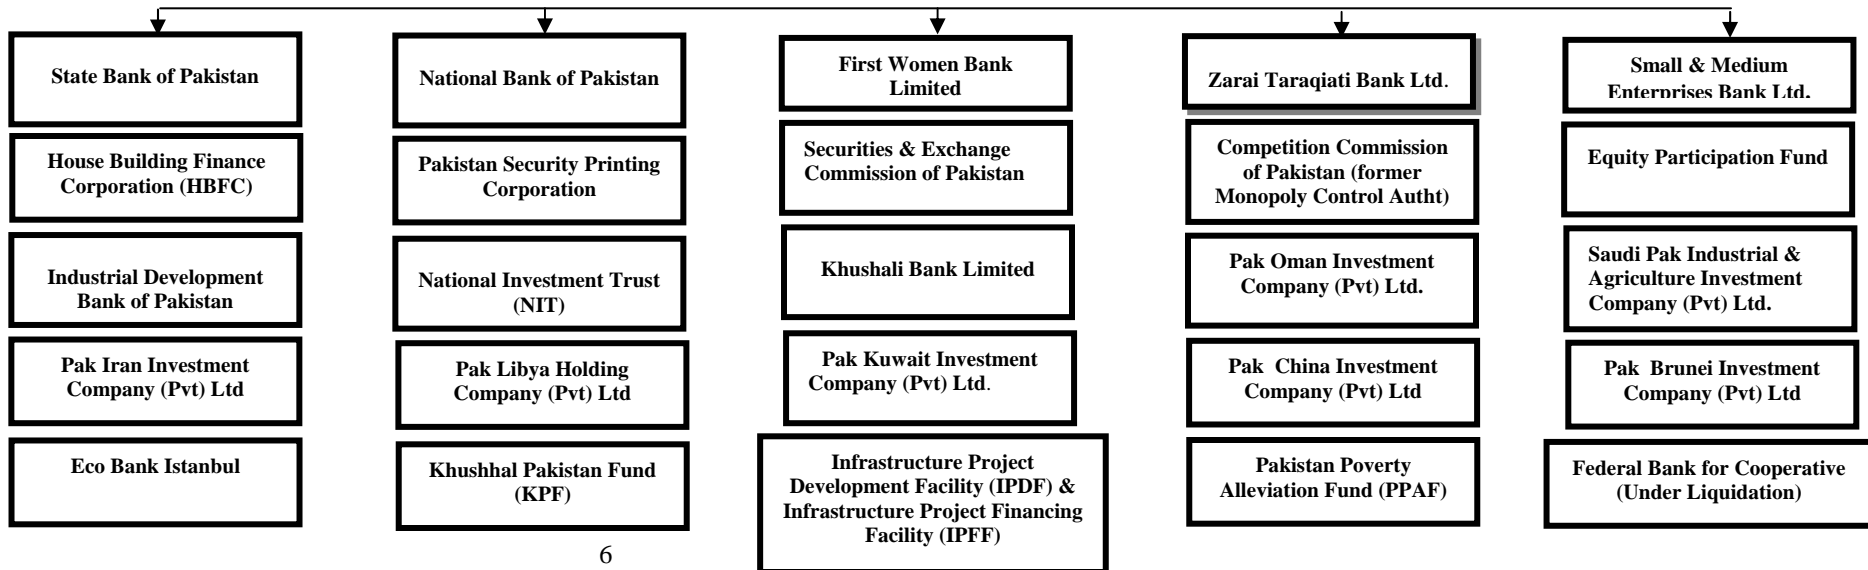 State Bank of Pakistan
National Bank of Pakistan
First Women Bank
Limited
Zarai Taraqiati Bank Ltd.
Small & Medium
Enterprises Bank Ltd.
House Building Finance
Corporation (HBFC)
Pakistan Security Printing
Corporation
Securities & Exchange
Commission of Pakistan
Competition Commission
of Pakistan (former
Monopoly Control Autht)
Equity Participation Fund
Industrial Development
Bank of Pakistan
National Investment Trust
(NIT)
Khushali Bank Limited
Pak Oman Investment
Company (Pvt) Ltd.
Saudi Pak Industrial &
Agriculture Investment
Company (Pvt) Ltd.
Pak Iran Investment
Company (Pvt) Ltd
Pak Libya Holding
Company (Pvt) Ltd
Pak Kuwait Investment
Company (Pvt) Ltd.
Pak China Investment
Company (Pvt) Ltd
Pak Brunei Investment
Company (Pvt) Ltd
Eco Bank Istanbul
Khushhal Pakistan Fund
(KPF)
Infrastructure Project
Development Facility (IPDF) &
Infrastructure Project Financing
Facility (IPFF)
Pakistan Poverty
Alleviation Fund (PPAF)
Federal Bank for Cooperative
(Under Liquidation)
6